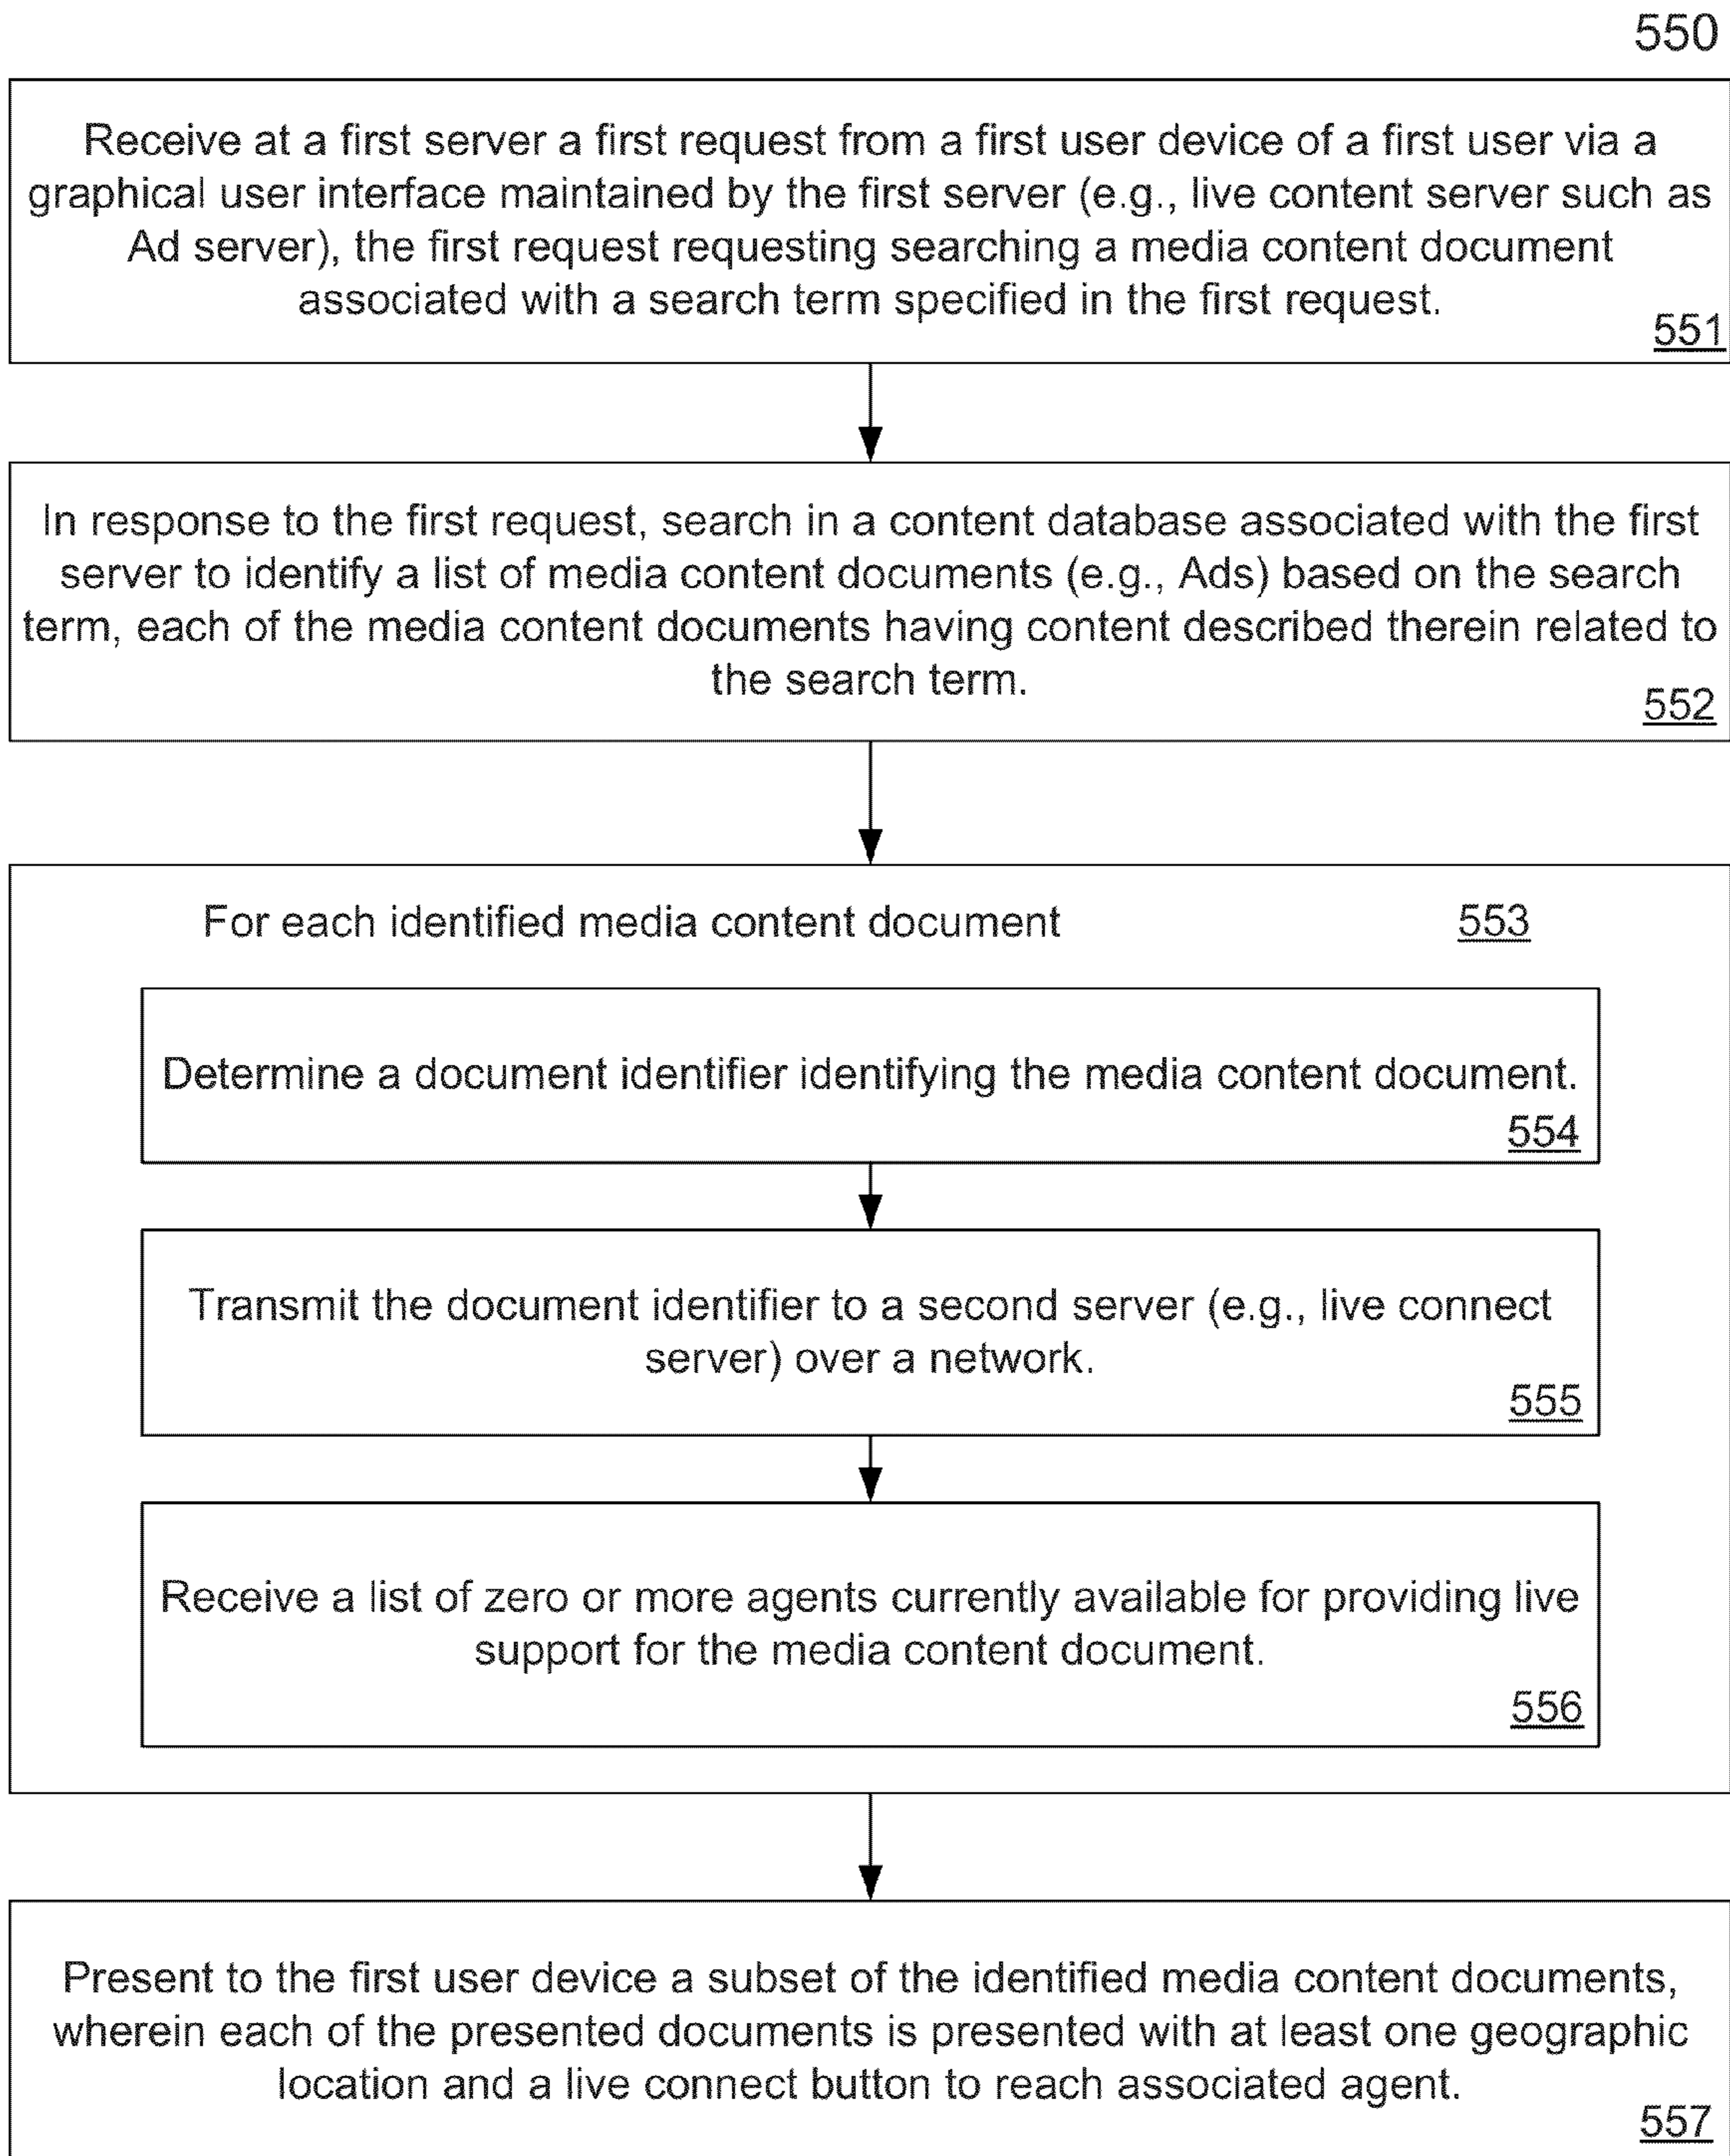 550
Receive at a first server a first request from a first user device of a first user via a
graphical user interface maintained by the first server (e.g., live content server such as
Ad server), the first request requesting searching a media content document
associated with a search term specified in the first request.
551
In response to the first request, search in a content database associated with the first
server to identify a list of media content documents (e.g., Ads) based on the search
term, each of the media content documents having content described therein related to
the search term.
552
For each identified media content document 553
Determine a document identifier identifying the media content document.
554
Transmit the document identifier to a second server (e.g., live connect
server) over a network.
555
Receive a list of zero or more agents currently available for providing live
support for the media content document.
556
Present to the first user device a subset of the identified media content documents,
wherein each of the presented documents is presented with at least one geographic
location and a live connect button to reach associated agent.
557